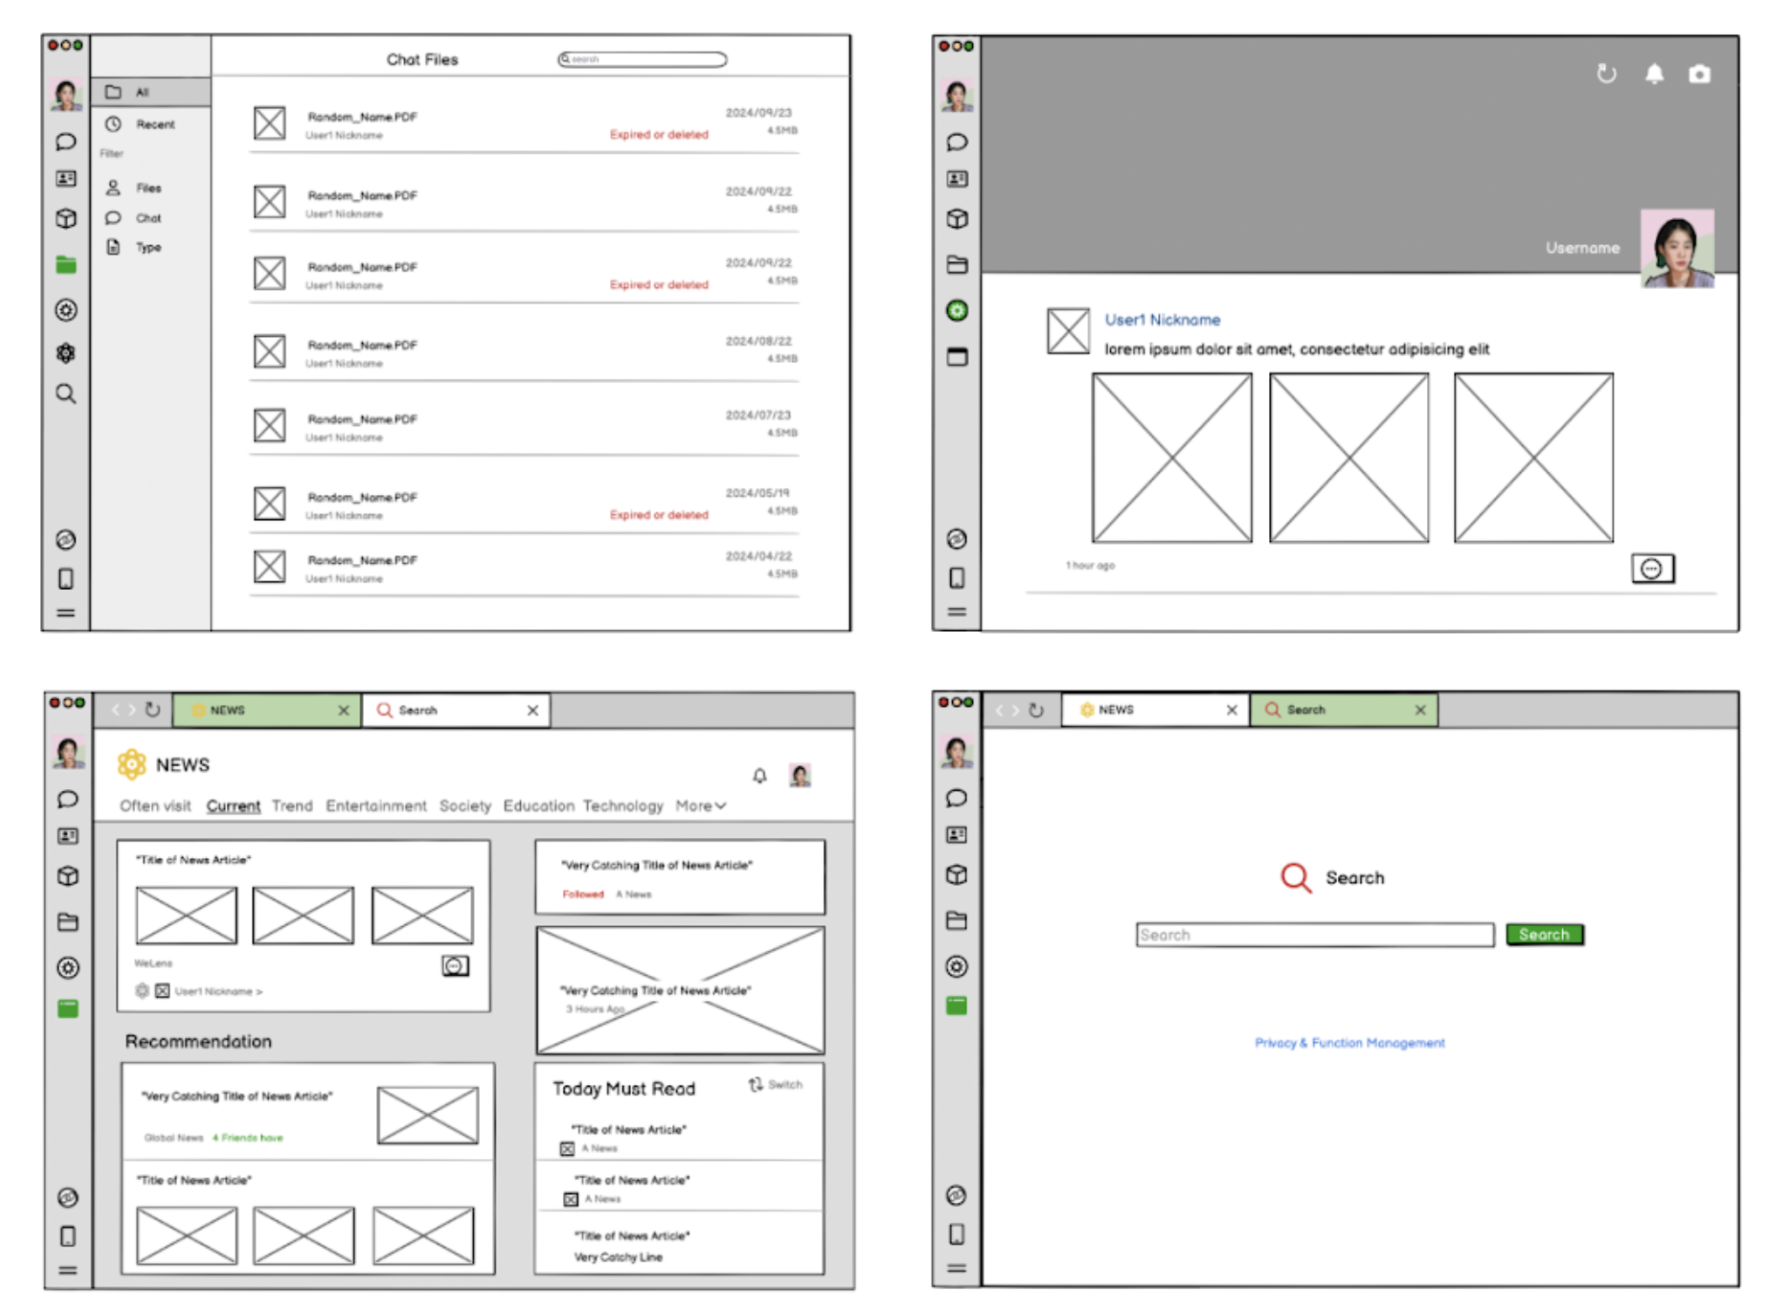 Chat Files
search
All
Recent
Filter
Files
Chat
Type
Random_Name.PDF
User1 Nickname
Expired or deleted
2024/09/23
4.5MB
Random_Name.PDF
User1 Nickname
2024/09/22
4.5MB
Random_Name.PDF
User1 Nickname
Expired or deleted
2024/09/22
4.5MB
Random_Name.PDF
User1 Nickname
2024/08/22
4.5MB
Random_Name.PDF
User1 Nickname
2024/07/23
4.5MB
Random_Name.PDF
User1 Nickname
Expired or deleted
2024/05/19
4.5MB
Random_Name.PDF
User1 Nickname
2024/04/22
4.5MB
Username
User1 Nickname
lorem ipsum dolor sit amet, consectetur adipisicing elit
1 hour ago
NEWS
Search
NEWS
Often visit Current Trend Entertainment Society Education Technology More
"Title of News Article"
WeLens
User1 Nickname >
Recommendation
"Very Catching Title of News Article"
Global News 4 Friends have
"Title of News Article"
"Very Catching Title of News Article"
Followed A News
"Very Catching Title of News Article"
3 Hours Ago
Today Must Read
Switch
"Title of News Article"
A News
"Title of News Article"
A News
"Title of News Article"
Very Catchy Line
NEWS
Search
Search
Search
Search
Privacy & Function Management